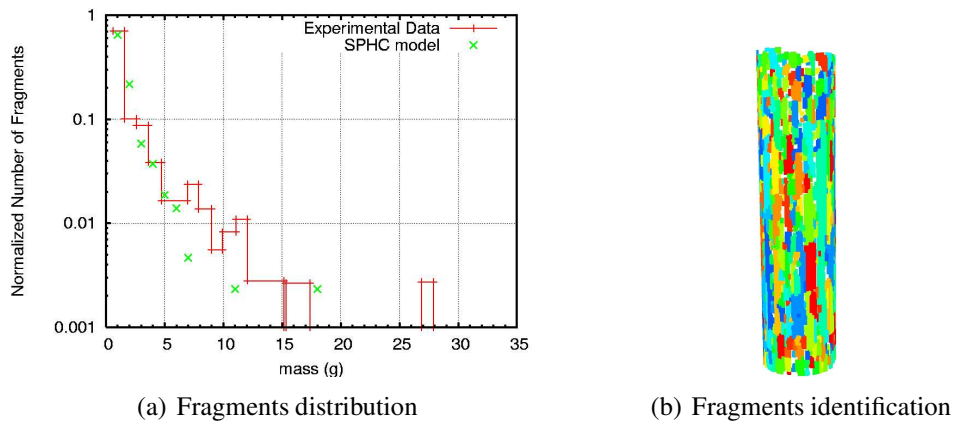 Normalized Number of Fragments
1
0.1
0.01
0.001
Experimental Data
SPHC model
0 5 10 15 20 25 30 35
mass (g)
(a) Fragments distribution
(b) Fragments identification